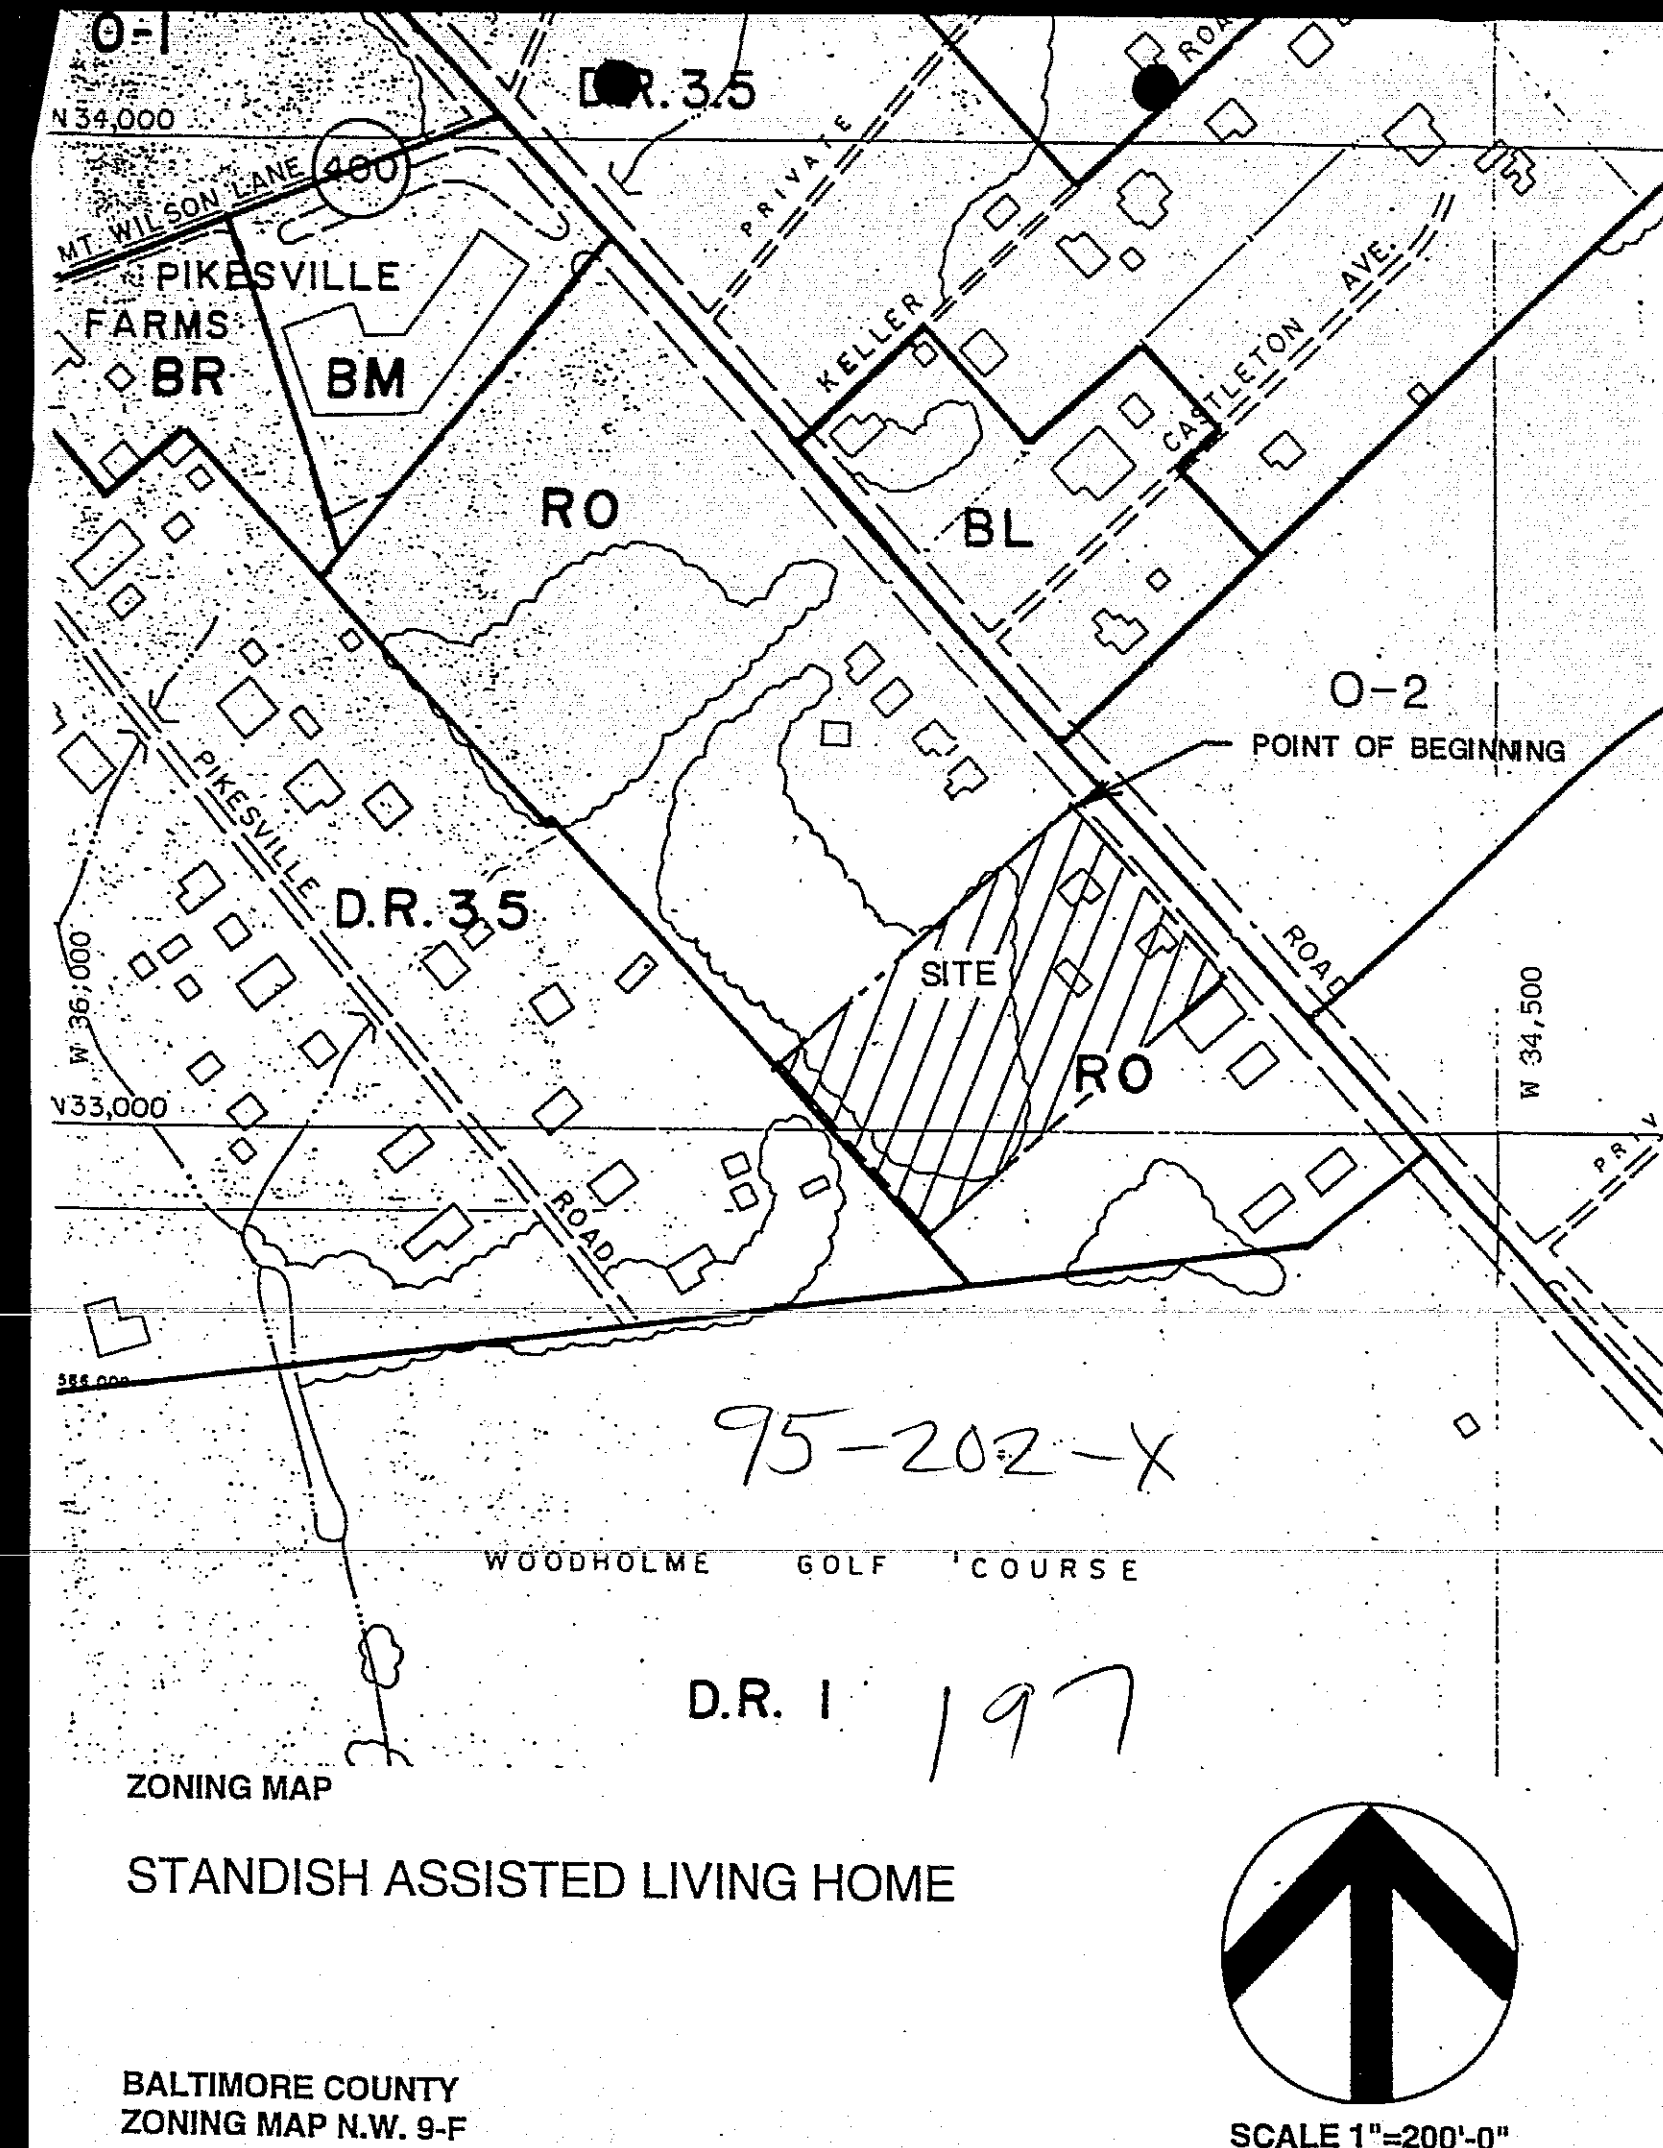 O-1
D.R. 3.5
ROA
N 34,000
PRIVATE
MT. WILSON LANE
400
PIKESVILLE
FARMS
BR
BM
KELLER
CASTLETON AVE.
RO
BL
O-2
POINT OF BEGINNING
PIKESVILLE
D.R. 3.5
W 36,000
SITE
ROAD
W 34,500
RO
N33,000
PRIV
ROAD
95-202-X
WOODHOLME GOLF COURSE
D.R. 1
197
ZONING MAP
STANDISH ASSISTED LIVING HOME
BALTIMORE COUNTY
ZONING MAP N.W. 9-F
SCALE 1"=200'-0"